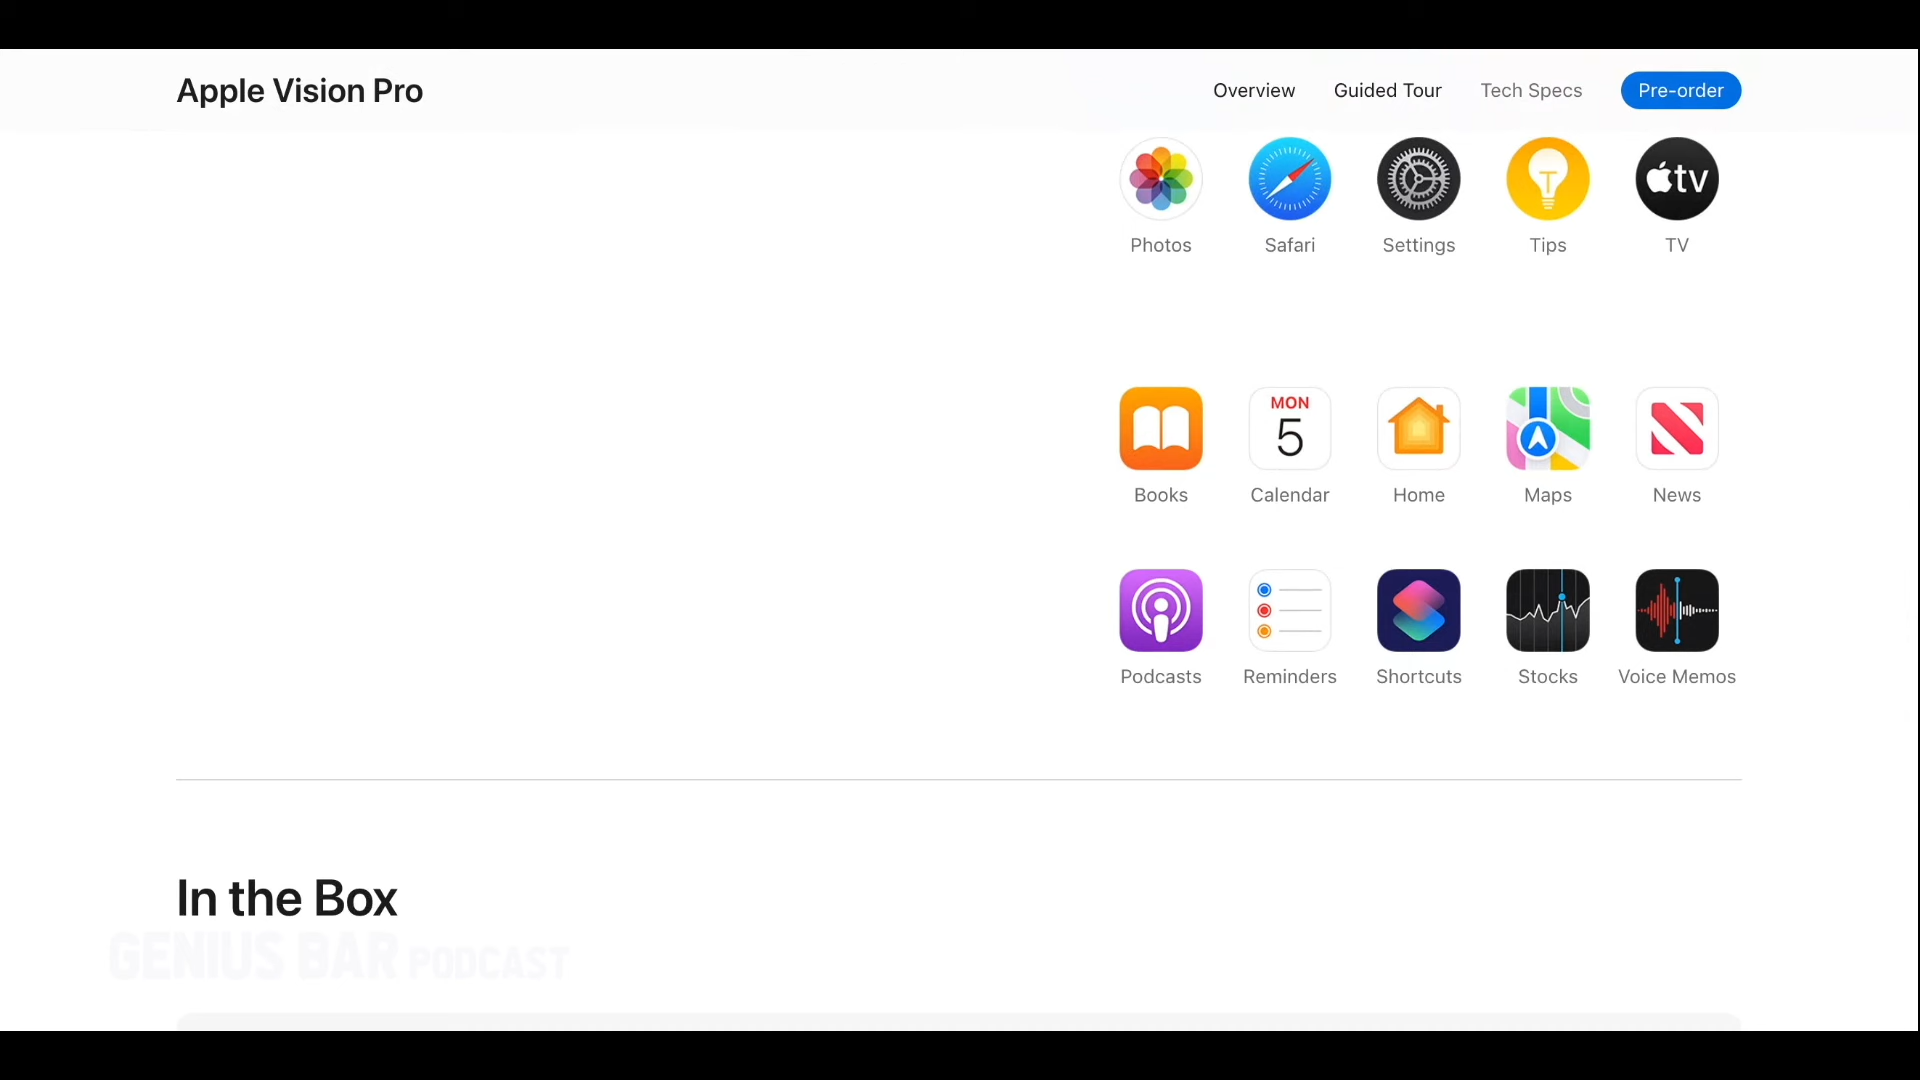 Apple Vision Pro
Overview Guided Tour Tech Specs Pre-order
tv
Photos Safari Settings Tips TV
MON
5
Books Calendar Home Maps News
Podcasts Reminders Shortcuts Stocks Voice Memos
In the Box
GENIUS BAR PODCAST